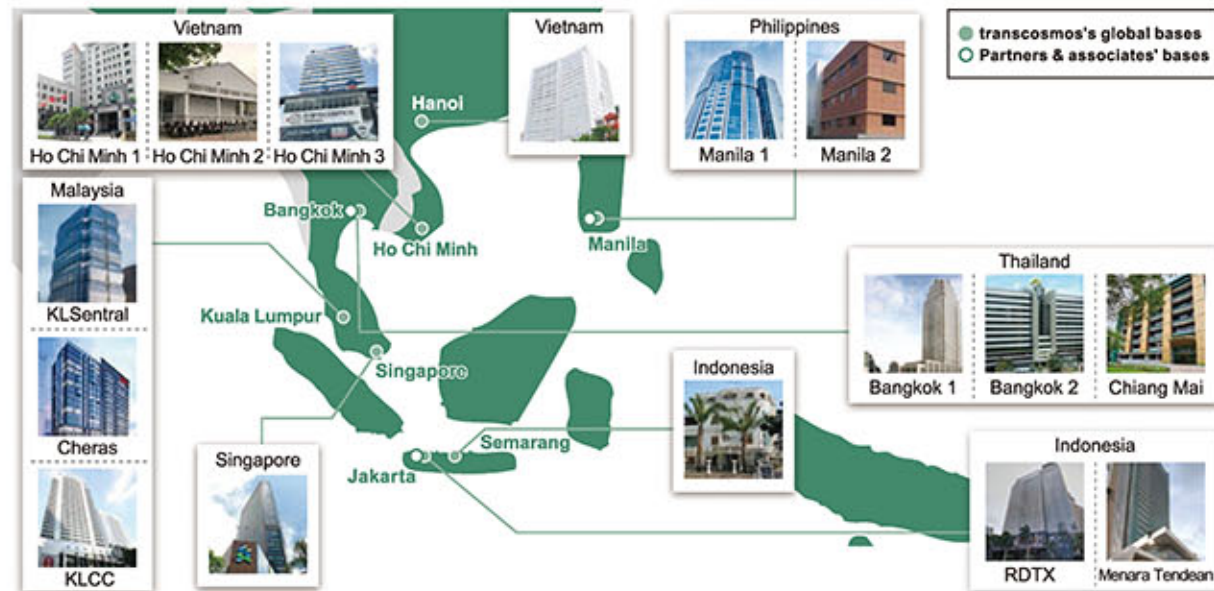 Vietnam
Ho Chi Minh 1
Ho Chi Minh 2
Ho Chi Minh 3
Vietnam
Philippines
Manila 1
Manila 2
transcosmos's global bases
Partners & associates' bases
Hanoi
Malaysia
KLSentral
Cheras
KLCC
Bangkok
Ho Chi Minh
Manila
Kuala Lumpur
Singapore
Thailand
Bangkok 1
Bangkok 2
Chiang Mai
Indonesia
Semarang
Jakarta
Singapore
Indonesia
RDTX
Menara Tendean